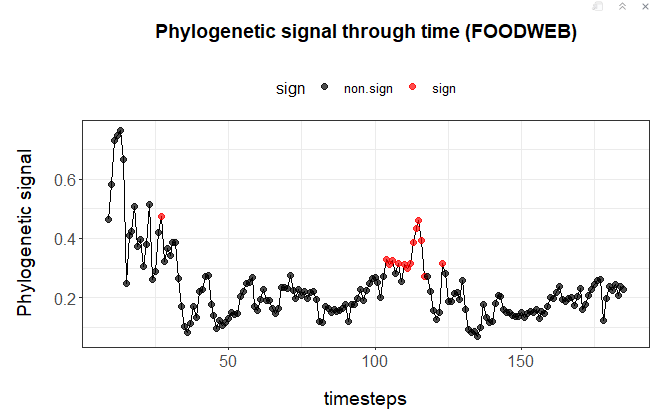 Phylogenetic signal through time (FOODWEB)
sign non.sign sign
Phylogenetic signal
0.6
0.4
0.2
50 100 150
timesteps